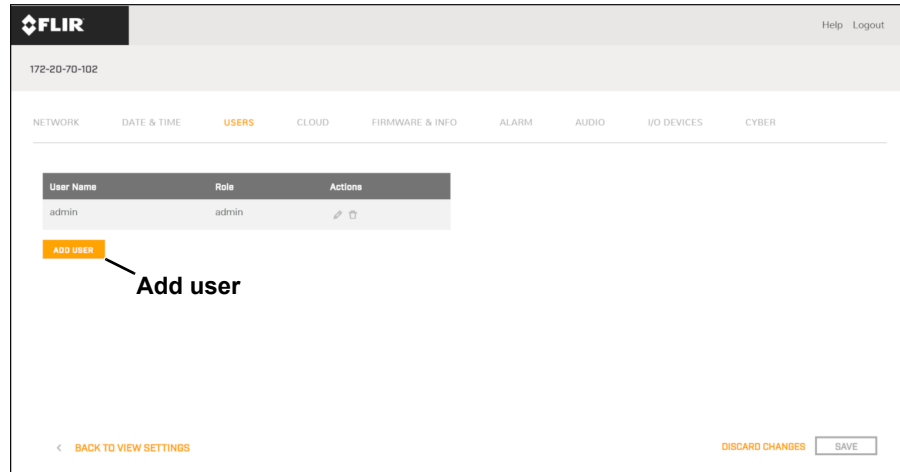 FLIR
Help Logout
172-20-70-102
NETWORK DATE & TIME USERS CLOUD FIRMWARE & INFO ALARM AUDIO I/O DEVICES CYBER
User Name Role Actions
admin admin
ADD USER
Add user
< BACK TO VIEW SETTINGS
DISCARD CHANGES SAVE